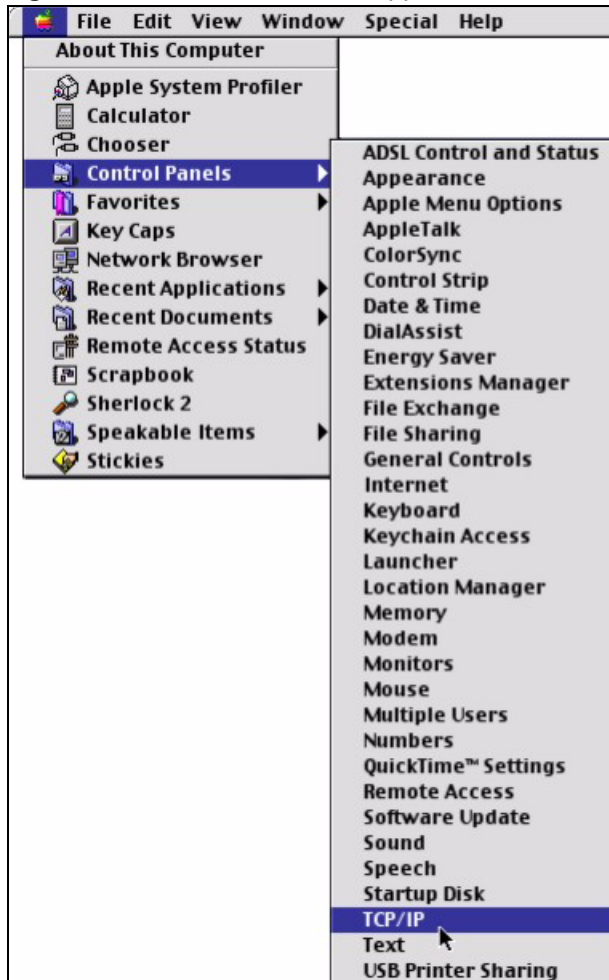 File Edit View Window Special Help
About This Computer
Apple System Profiler
Calculator
Chooser
Control Panels
Favorites
Key Caps
Network Browser
Recent Applications
Recent Documents
Remote Access Status
Scrapbook
Sherlock 2
Speakable Items
Stickies
ADSL Control and Status
Appearance
Apple Menu Options
AppleTalk
ColorSync
Control Strip
Date & Time
DialAssist
Energy Saver
Extensions Manager
File Exchange
File Sharing
General Controls
Internet
Keyboard
Keychain Access
Launcher
Location Manager
Memory
Modem
Monitors
Mouse
Multiple Users
Numbers
QuickTime™ Settings
Remote Access
Software Update
Sound
Speech
Startup Disk
TCP/IP
Text
USB Printer Sharing